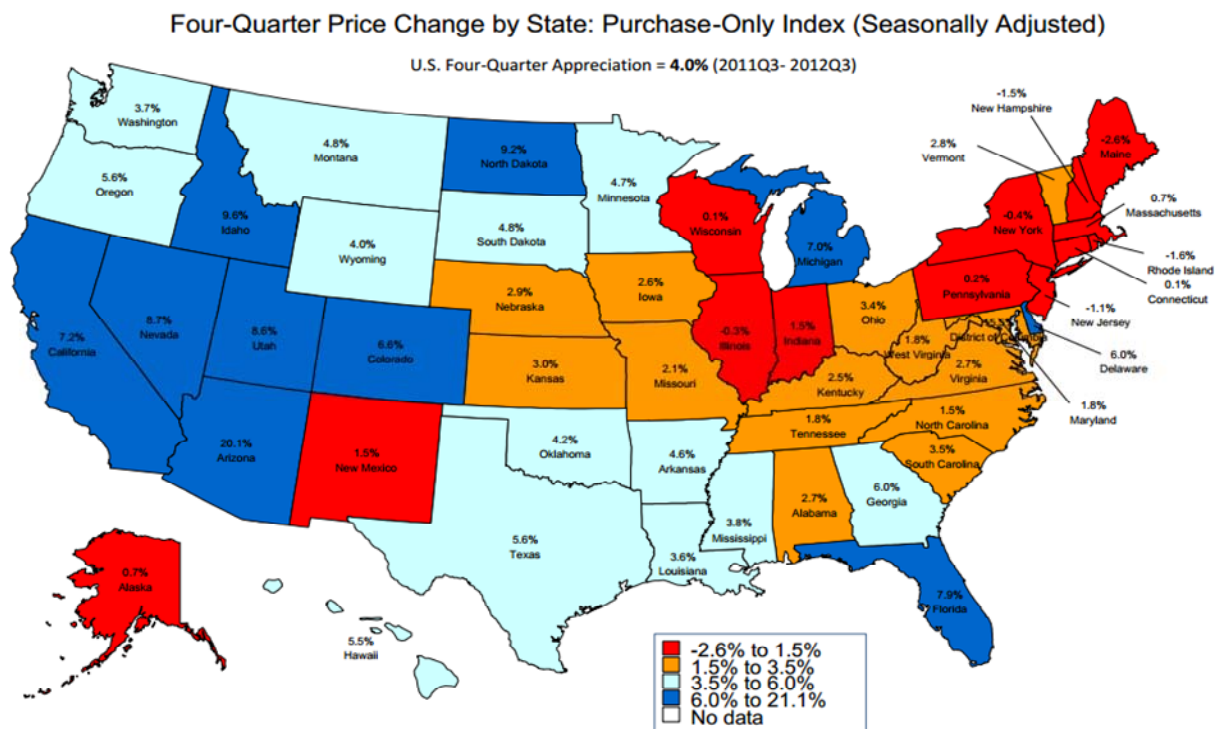 Four-Quarter Price Change by State: Purchase-Only Index (Seasonally Adjusted)
U.S. Four-Quarter Appreciation = 4.0% (2011Q3- 2012Q3)
3.7%
Washington
5.6%
Oregon
9.6%
Idaho
4.8%
Montana
4.0%
Wyoming
9.2%
North Dakota
4.8%
South Dakota
4.7%
Minnesota
0.1%
Wisconsin
7.0%
Michigan
-1.5%
New Hampshire
2.8%
Vermont
-2.6%
Maine
-0.4%
New York
0.7%
Massachusetts
-1.6%
Rhode Island
0.1%
Connecticut
0.2%
Pennsylvania
-1.1%
New Jersey
6.0%
Delaware
1.8%
Maryland
District of Columbia
7.2%
California
8.7%
Nevada
8.6%
Utah
6.6%
Colorado
2.9%
Nebraska
2.6%
Iowa
-0.3%
Illinois
1.5%
Indiana
3.4%
Ohio
1.8%
West Virginia
2.7%
Virginia
3.0%
Kansas
2.1%
Missouri
2.5%
Kentucky
1.8%
Tennessee
1.5%
North Carolina
3.5%
South Carolina
20.1%
Arizona
1.5%
New Mexico
4.2%
Oklahoma
4.6%
Arkansas
5.6%
Texas
3.6%
Louisiana
3.8%
Mississippi
2.7%
Alabama
6.0%
Georgia
7.9%
Florida
0.7%
Alaska
5.5%
Hawaii
-2.6% to 1.5%
1.5% to 3.5%
3.5% to 6.0%
6.0% to 21.1%
No data